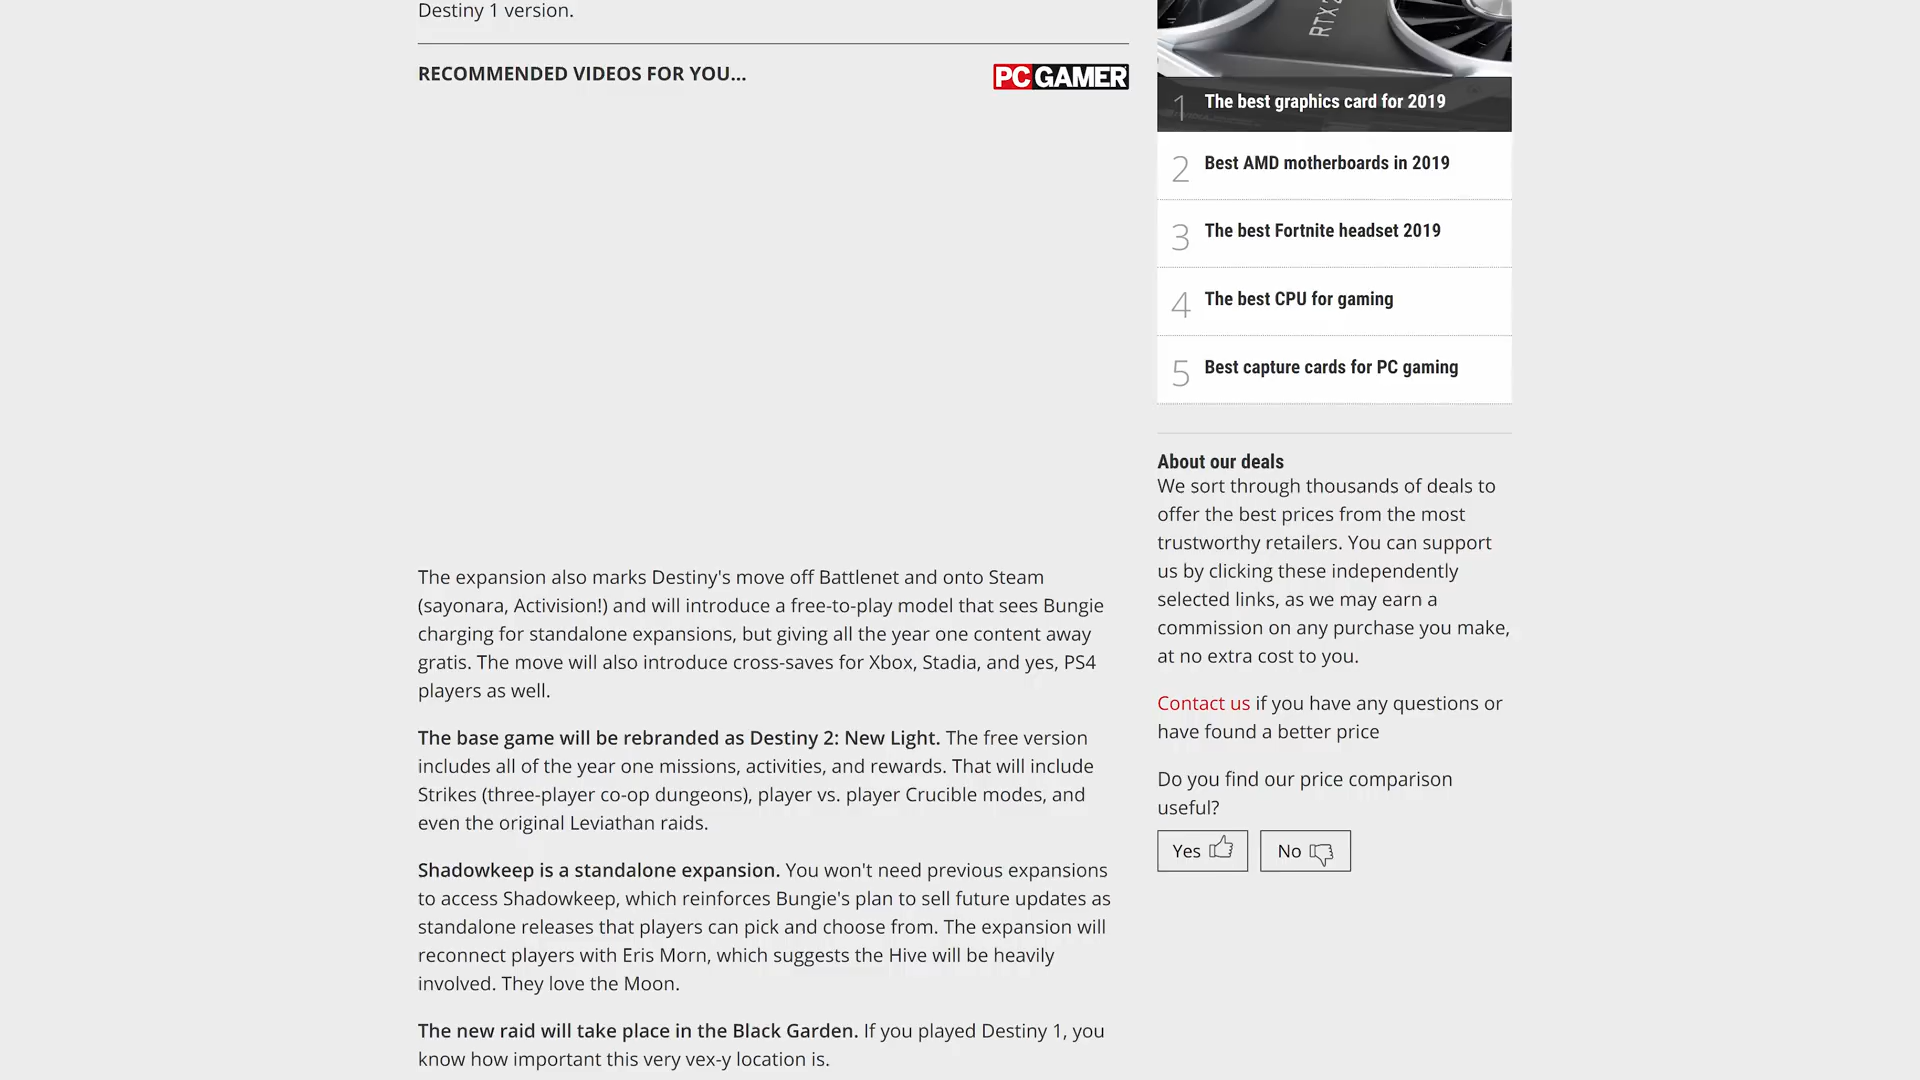 Destiny 1 version.
RECOMMENDED VIDEOS FOR YOU...
PC GAMER
The expansion also marks Destiny's move off Battlenet and onto Steam
(sayonara, Activision!) and will introduce a free-to-play model that sees Bungie
charging for standalone expansions, but giving all the year one content away
gratis. The move will also introduce cross-saves for Xbox, Stadia, and yes, PS4
players as well.
The base game will be rebranded as Destiny 2: New Light. The free version
includes all of the year one missions, activities, and rewards. That will include
Strikes (three-player co-op dungeons), player vs. player Crucible modes, and
even the original Leviathan raids.
Shadowkeep is a standalone expansion. You won't need previous expansions
to access Shadowkeep, which reinforces Bungie's plan to sell future updates as
standalone releases that players can pick and choose from. The expansion will
reconnect players with Eris Morn, which suggests the Hive will be heavily
involved. They love the Moon.
The new raid will take place in the Black Garden. If you played Destiny 1, you
know how important this very vex-y location is.
RTX
1 The best graphics card for 2019
2 Best AMD motherboards in 2019
3 The best Fortnite headset 2019
4 The best CPU for gaming
5 Best capture cards for PC gaming
About our deals
We sort through thousands of deals to
offer the best prices from the most
trustworthy retailers. You can support
us by clicking these independently
selected links, as we may earn a
commission on any purchase you make,
at no extra cost to you.
Contact us if you have any questions or
have found a better price
Do you find our price comparison
useful?
Yes
No